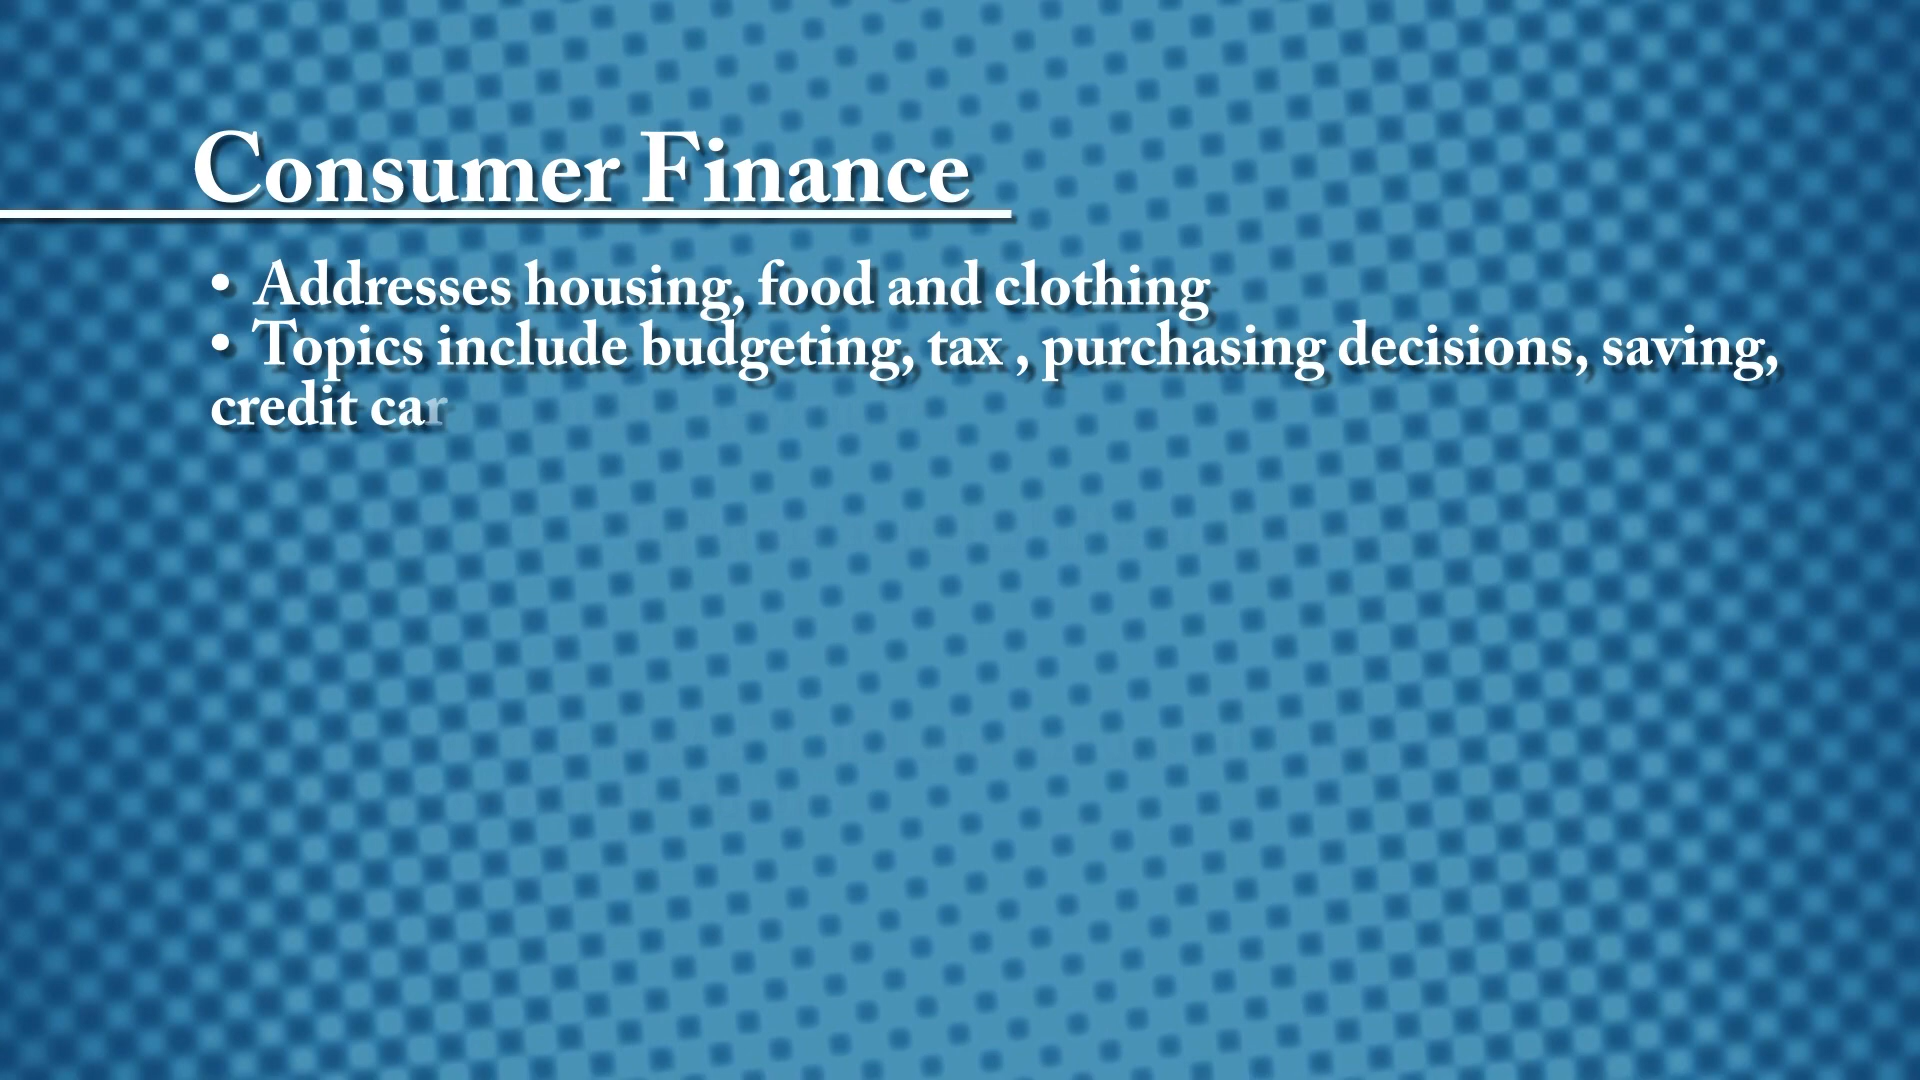 Consumer Finance
• Addresses housing, food and clothing
• Topics include budgeting, tax , purchasing decisions, saving,
credit car